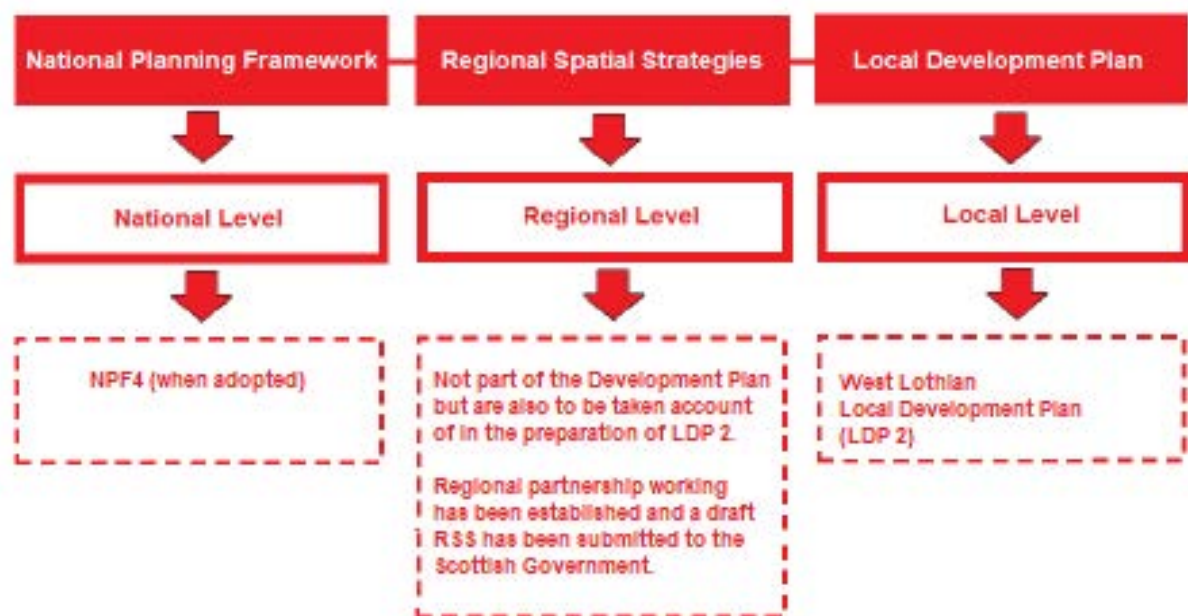 National Planning Framework
Regional Spatial Strategies
Local Development Plan
National Level
Regional Level
Local Level
NPF4 (when adopted)
Not part of the Development Plan
but are also to be taken account
of in the preparation of LDP 2.
Regional partnership working
has been established and a draft
RSS has been submitted to the
Scottish Government.
West Lothian
Local Development Plan
(LDP 2)